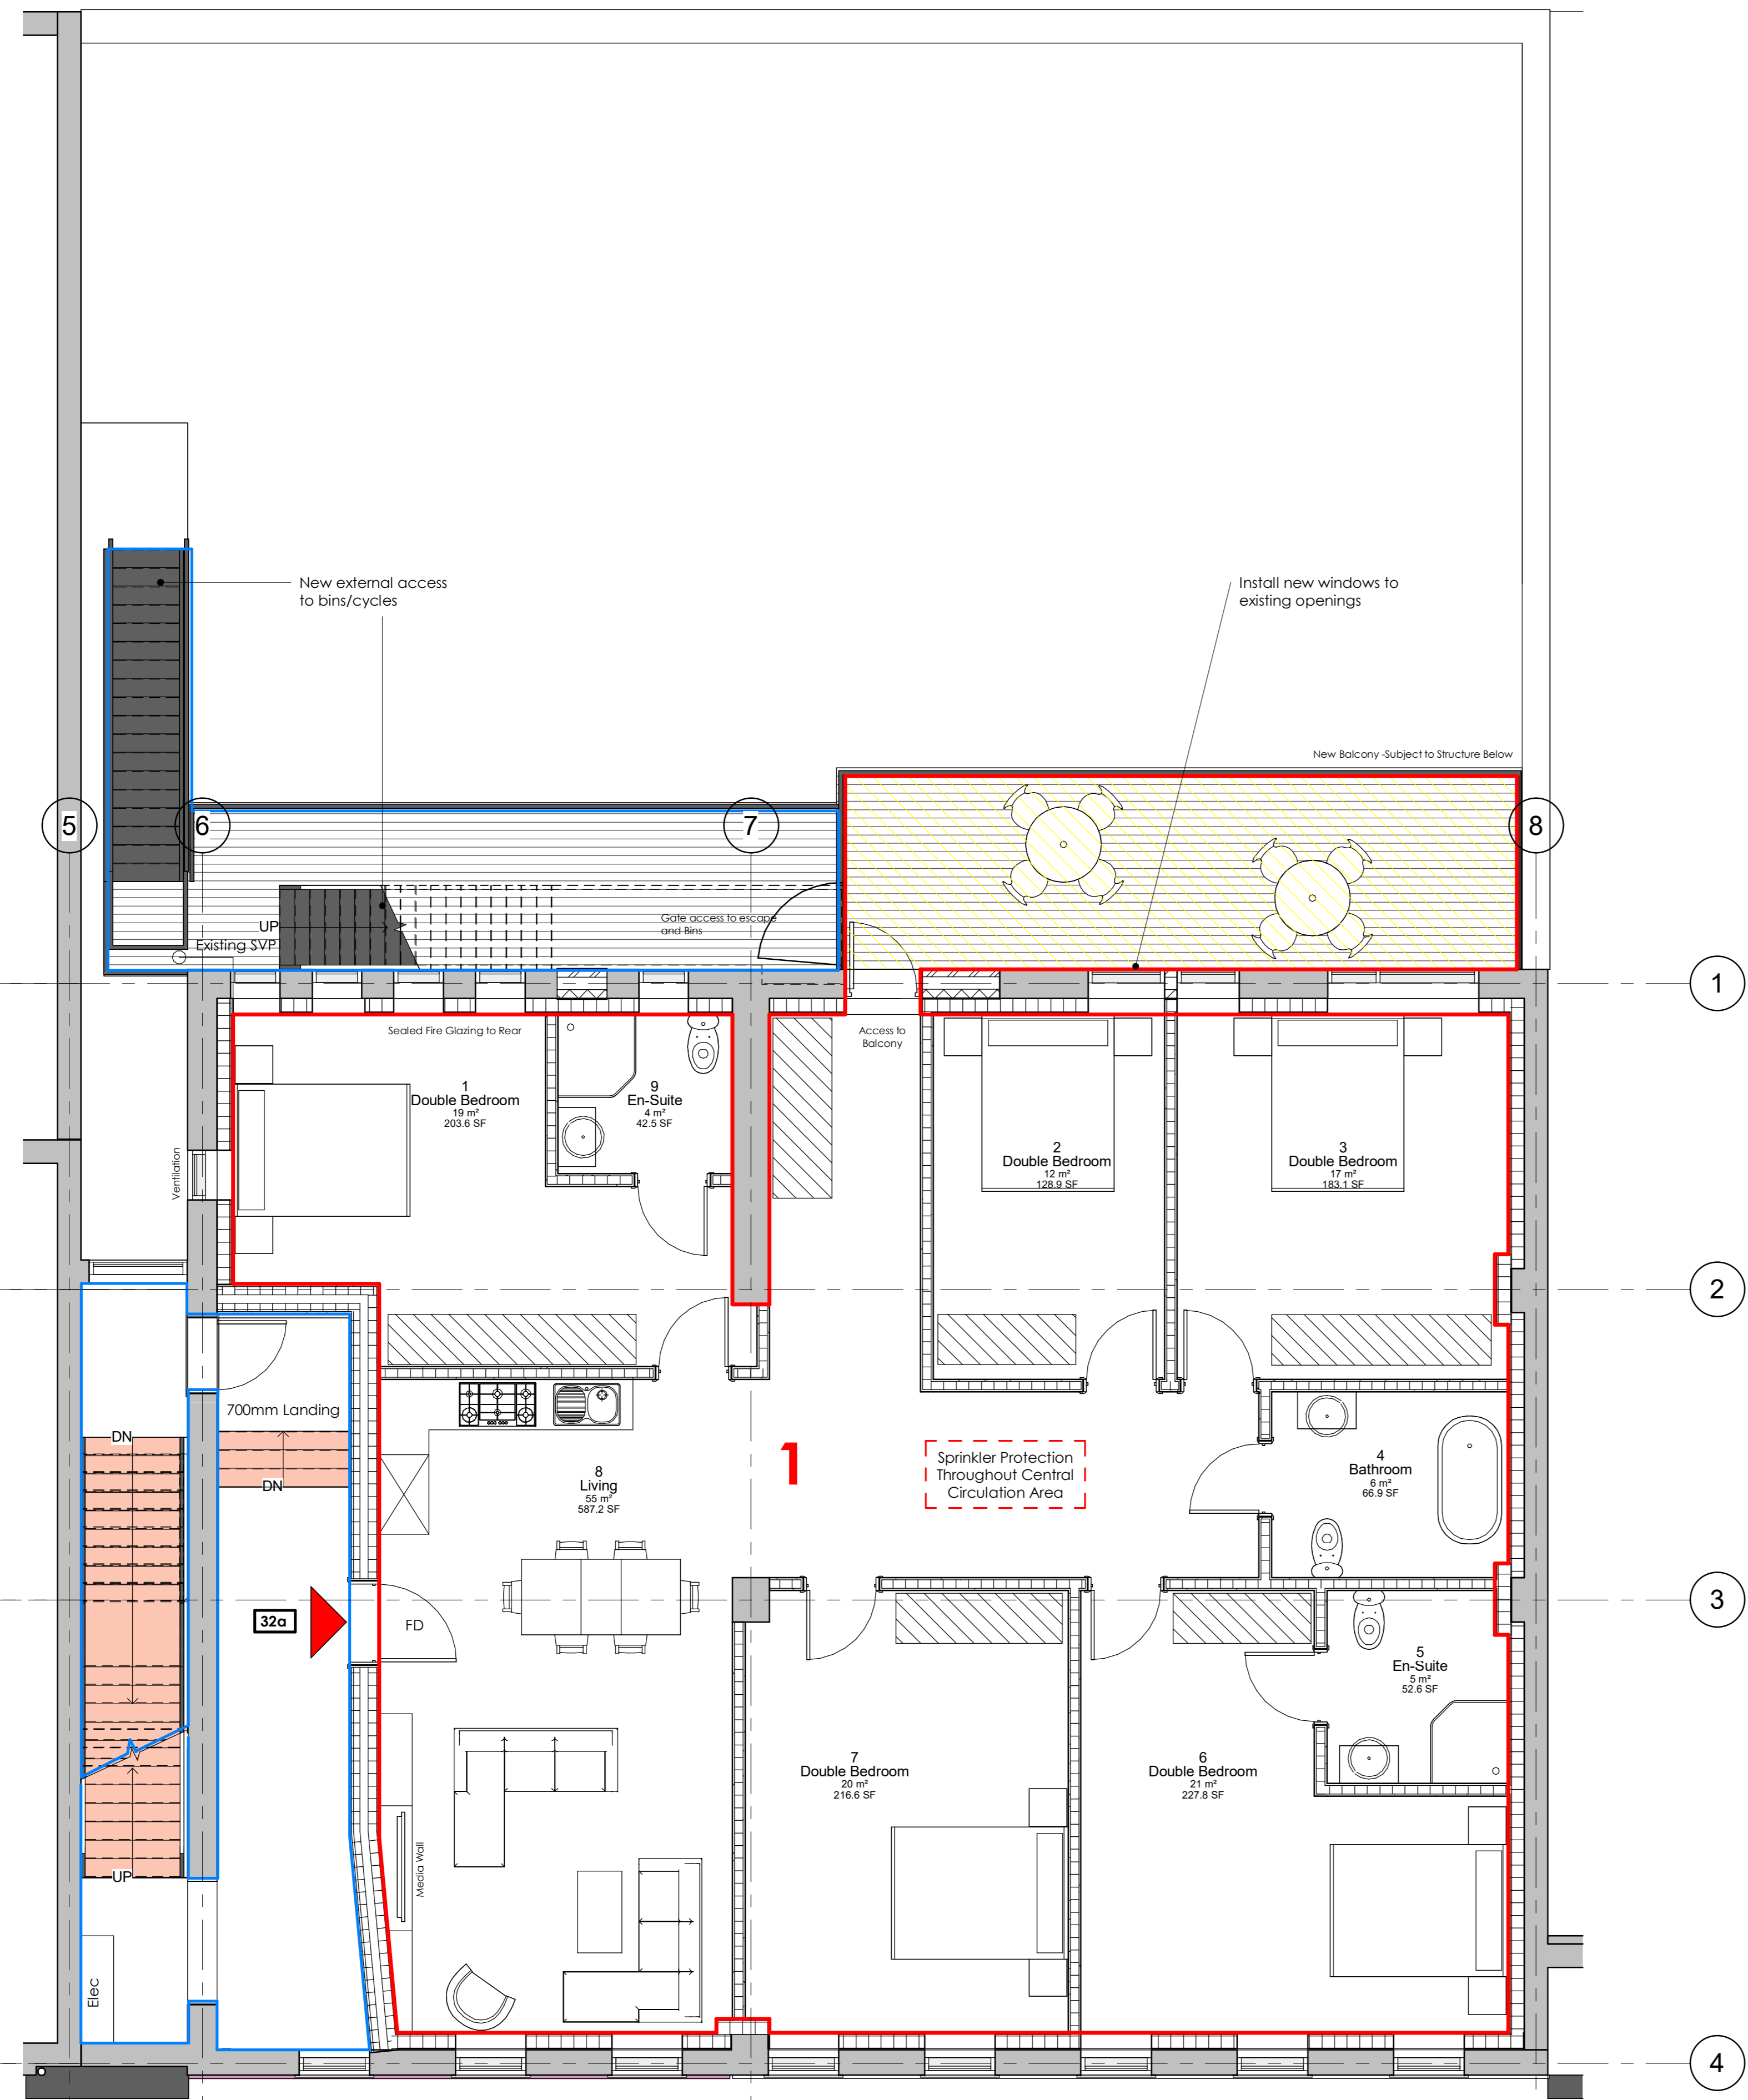 New external access
to bins/cycles
Install new windows to
existing openings
New Balcony -Subject to Structure Below
5
6
7
8
UP
Existing SVP
Gate access to escape
and Bins
1
Sealed Fire Glazing to Rear
Access to
Balcony
1
Double Bedroom
19 m²
203.6 SF
9
En-Suite
4 m²
42.5 SF
2
Double Bedroom
12 m²
128.9 SF
3
Double Bedroom
17 m²
183.1 SF
Ventilation
2
700mm Landing
DN
DN
8
Living
55 m²
587.2 SF
1
Sprinkler Protection
Throughout Central
Circulation Area
4
Bathroom
6 m²
66.9 SF
32a
FD
3
5
En-Suite
5 m²
52.6 SF
7
Double Bedroom
20 m²
216.6 SF
6
Double Bedroom
21 m²
227.8 SF
Media Wall
UP
Elec
4